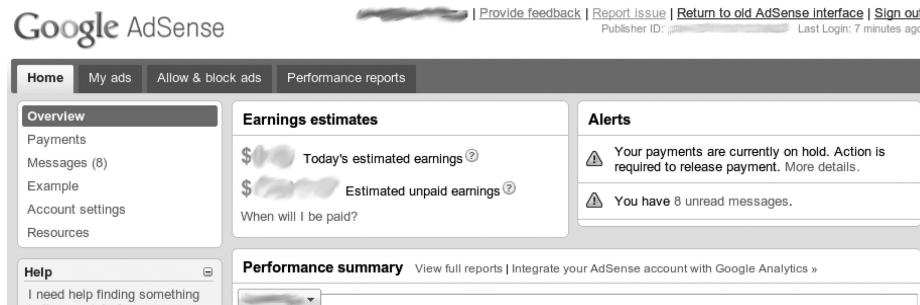 Google AdSense
| Provide feedback | Report issue | Return to old AdSense interface | Sign out
Publisher ID: Last Login: 7 minutes ago
Home My ads Allow & block ads Performance reports
Overview
Payments
Messages (8)
Example
Account settings
Resources
Help
I need help finding something
Earnings estimates
$ Today's estimated earnings ?
$ Estimated unpaid earnings ?
When will I be paid?
Alerts
Your payments are currently on hold. Action is
required to release payment. More details.
You have 8 unread messages.
Performance summary View full reports | Integrate your AdSense account with Google Analytics »